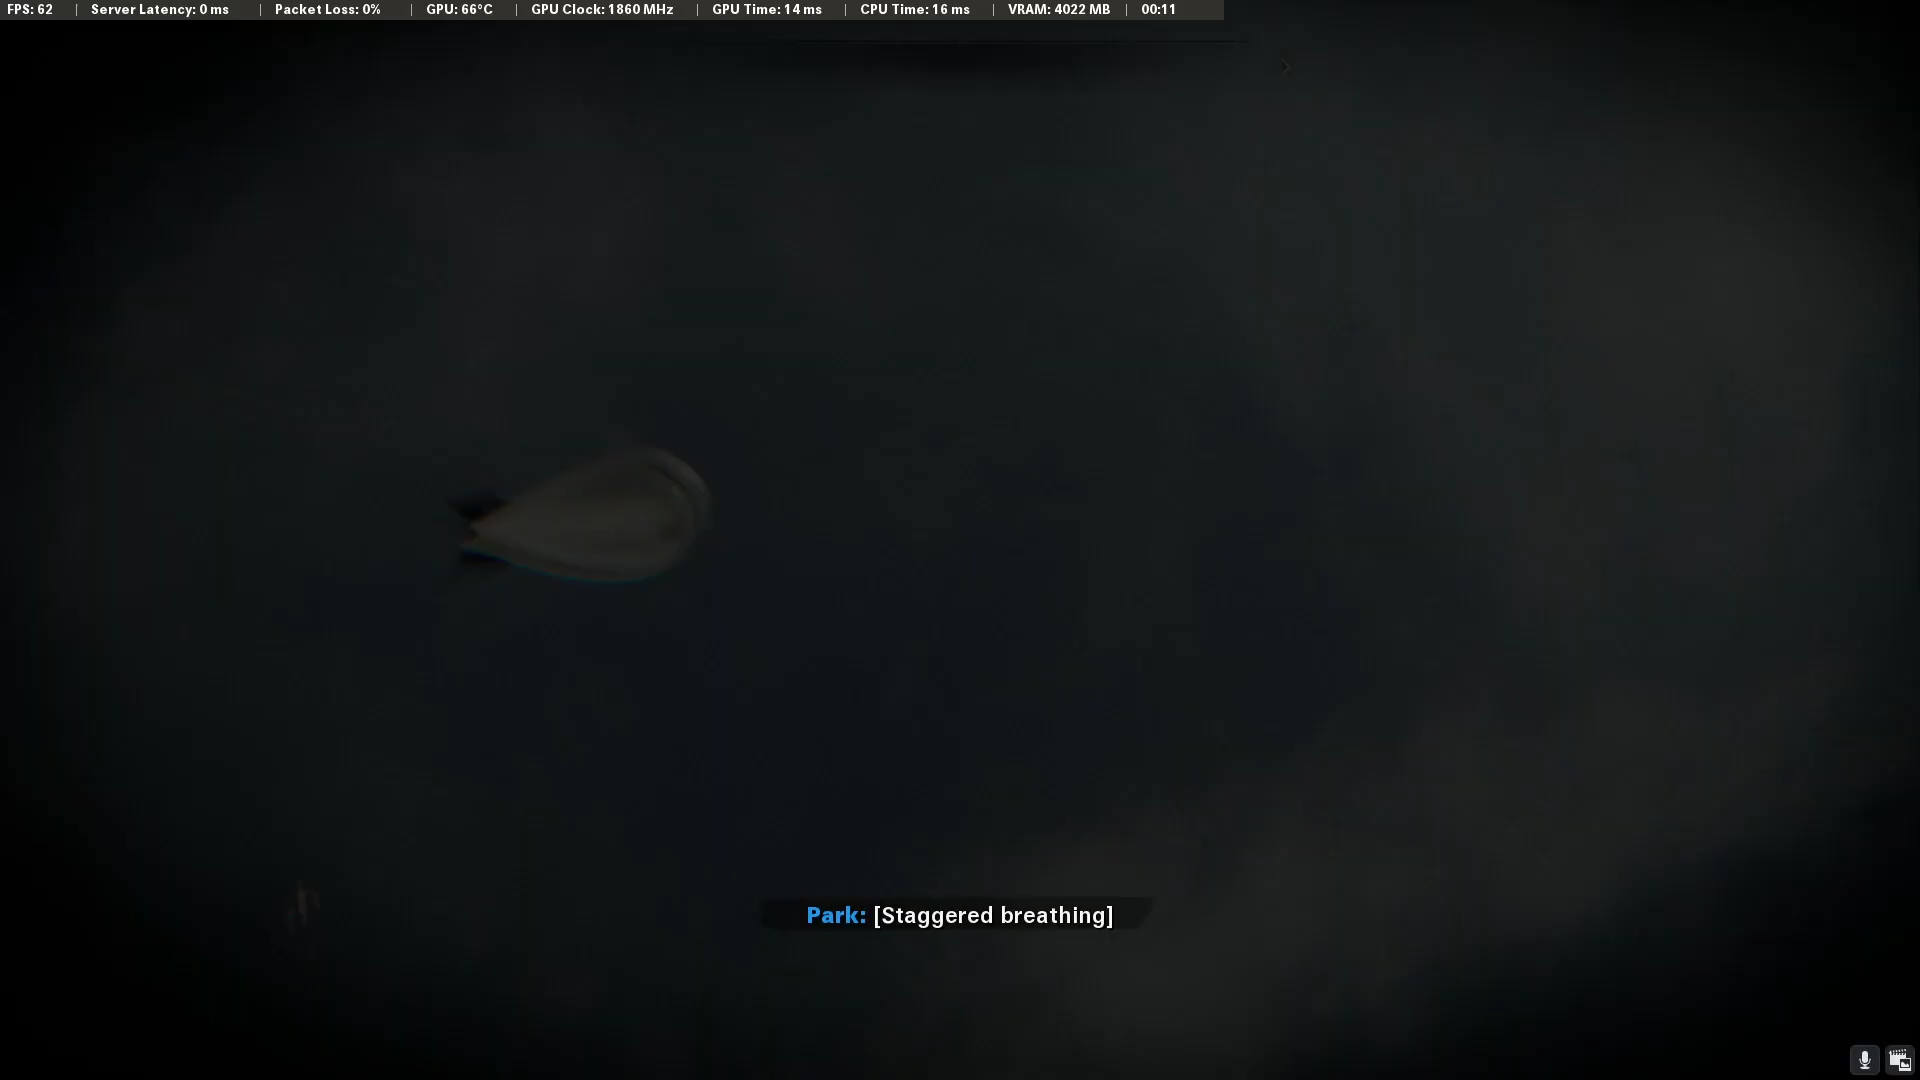 FPS: 62 | Server Latency: 0 ms | Packet Loss: 0% | GPU: 66°C | GPU Clock: 1860 MHz | GPU Time: 14 ms | CPU Time: 16 ms | VRAM: 4022 MB | 00:11
Park: [Staggered breathing]